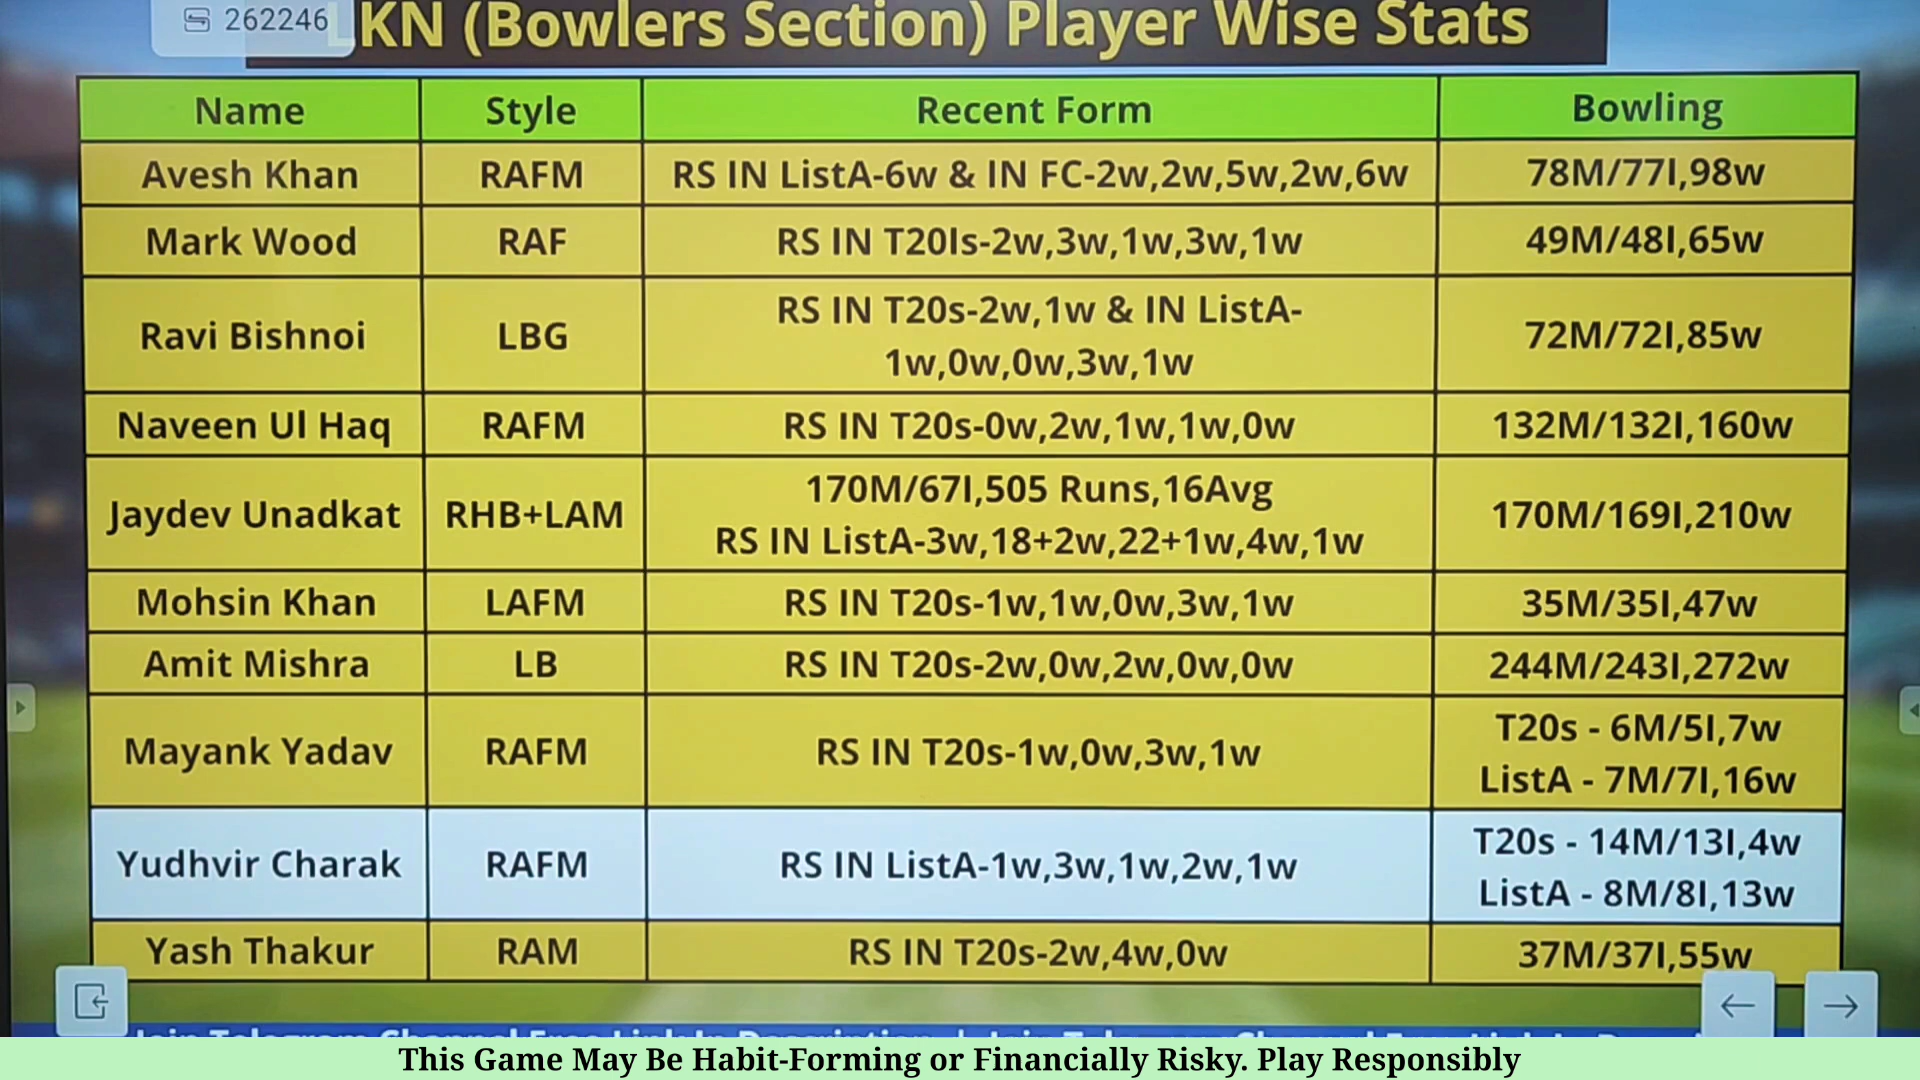 262246
LKN (Bowlers Section) Player Wise Stats
Name Style Recent Form Bowling
Avesh Khan RAFM RS IN ListA-6w & IN FC-2w,2w,5w,2w,6w 78M/77I,98w
Mark Wood RAF RS IN T20Is-2w,3w,1w,3w,1w 49M/48I,65w
Ravi Bishnoi LBG RS IN T20s-2w,1w & IN ListA-
1w,0w,0w,3w,1w 72M/72I,85w
Naveen Ul Haq RAFM RS IN T20s-0w,2w,1w,1w,0w 132M/132I,160w
Jaydev Unadkat RHB+LAM 170M/67I,505 Runs,16Avg
RS IN ListA-3w,18+2w,22+1w,4w,1w 170M/169I,210w
Mohsin Khan LAFM RS IN T20s-1w,1w,0w,3w,1w 35M/35I,47w
Amit Mishra LB RS IN T20s-2w,0w,2w,0w,0w 244M/243I,272w
Mayank Yadav RAFM RS IN T20s-1w,0w,3w,1w T20s - 6M/5I,7w
ListA - 7M/7I,16w
Yudhvir Charak RAFM RS IN ListA-1w,3w,1w,2w,1w T20s - 14M/13I,4w
ListA - 8M/8I,13w
Yash Thakur RAM RS IN T20s-2w,4w,0w 37M/37I,55w
This Game May Be Habit-Forming or Financially Risky. Play Responsibly